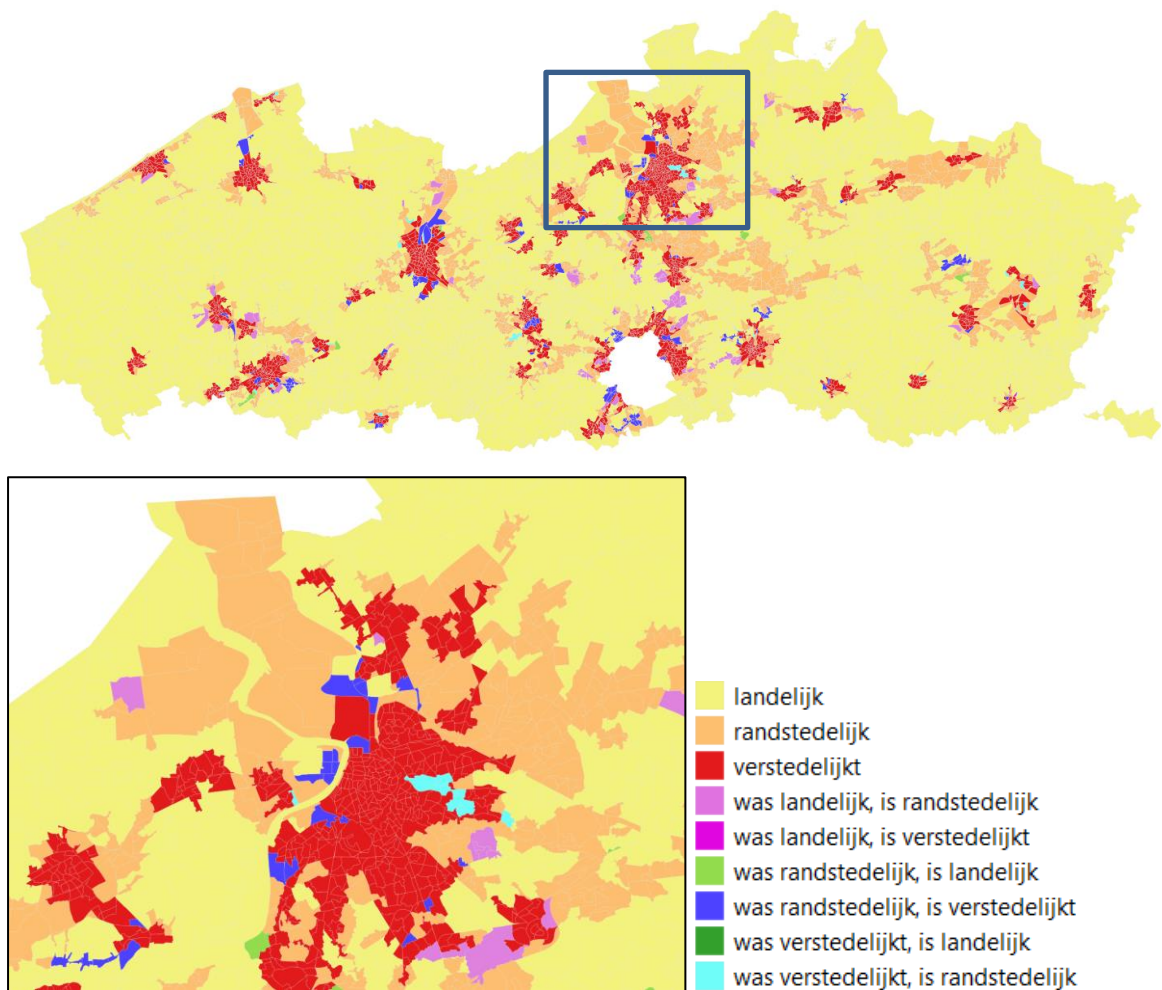 landelijk
randstedelijk
verstedelijkt
was landelijk, is randstedelijk
was landelijk, is verstedelijkt
was randstedelijk, is landelijk
was randstedelijk, is verstedelijkt
was verstedelijkt, is landelijk
was verstedelijkt, is randstedelijk